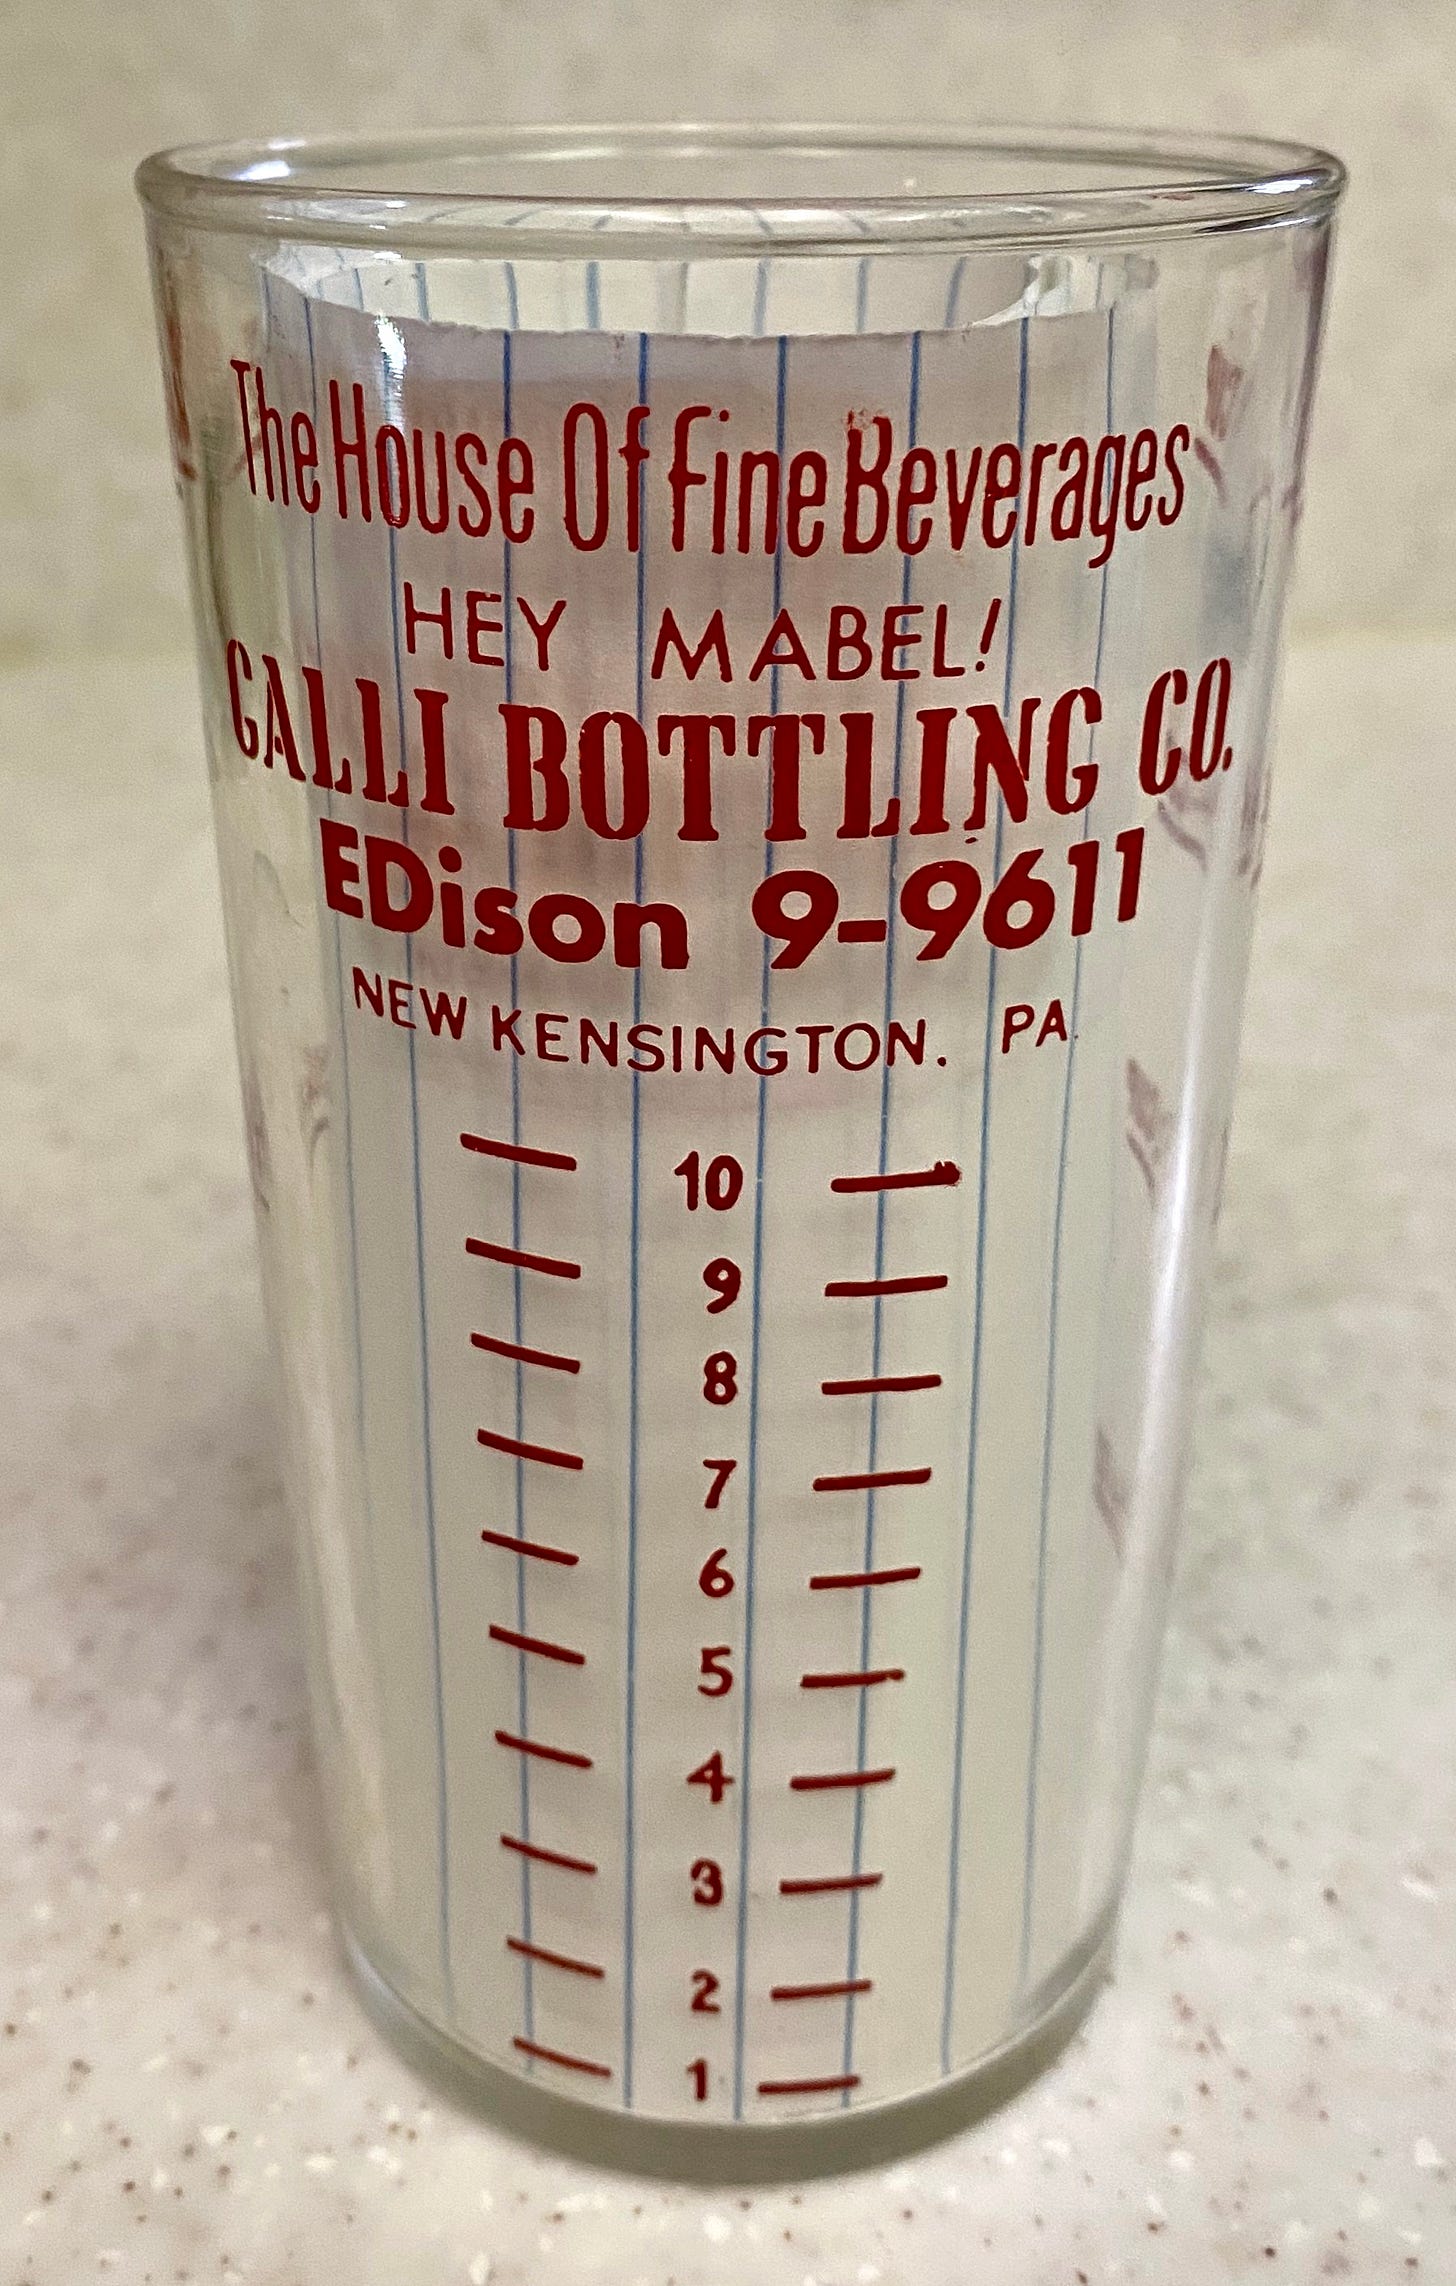 The House Of Fine Beverages
HEY MABEL!
CALLI BOTTLING CO.
EDison 9-9611
NEW KENSINGTON. PA.
10
9
8
7
6
5
4
3
2
1